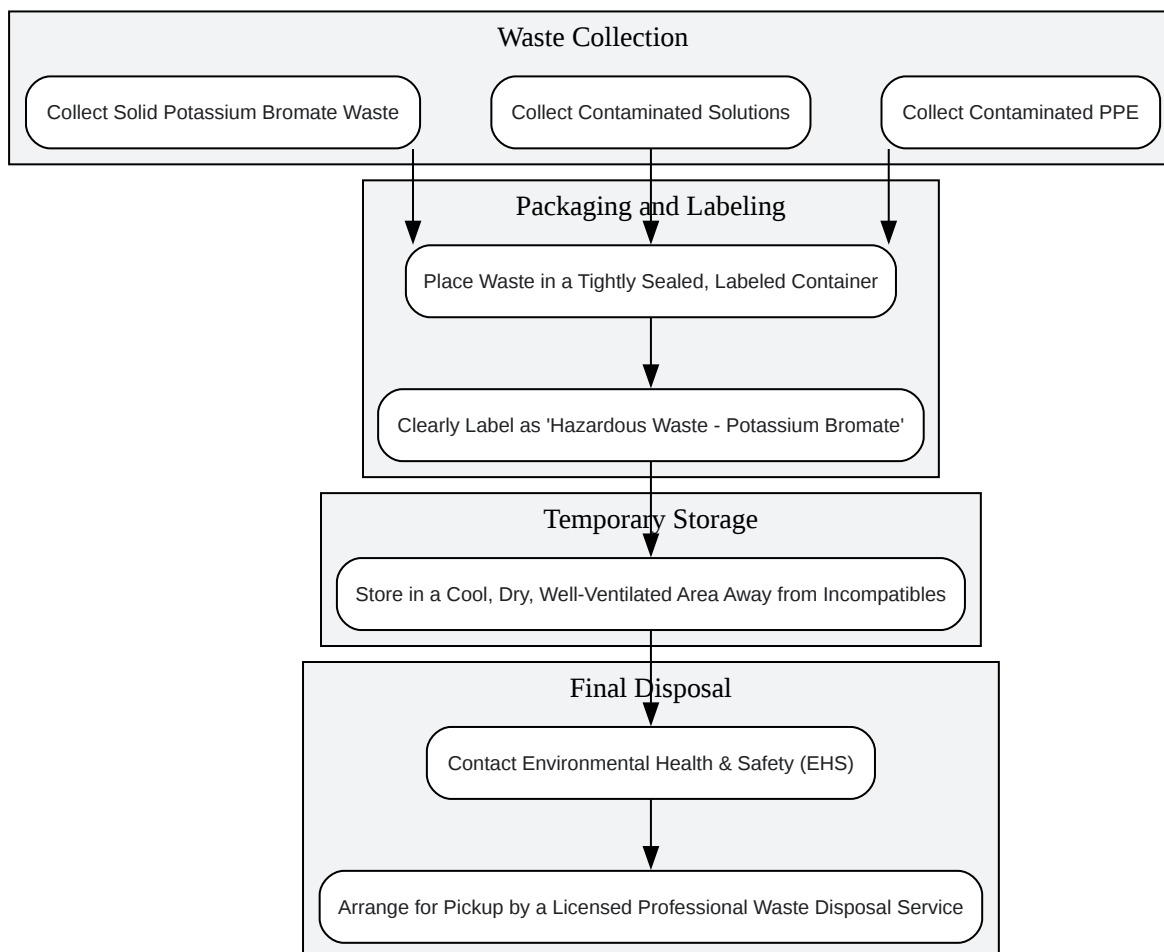 Waste Collection
Collect Solid Potassium Bromate Waste
Collect Contaminated Solutions
Collect Contaminated PPE
Packaging and Labeling
Place Waste in a Tightly Sealed, Labeled Container
Clearly Label as 'Hazardous Waste - Potassium Bromate'
Temporary Storage
Store in a Cool, Dry, Well-Ventilated Area Away from Incompatibles
Final Disposal
Contact Environmental Health & Safety (EHS)
Arrange for Pickup by a Licensed Professional Waste Disposal Service